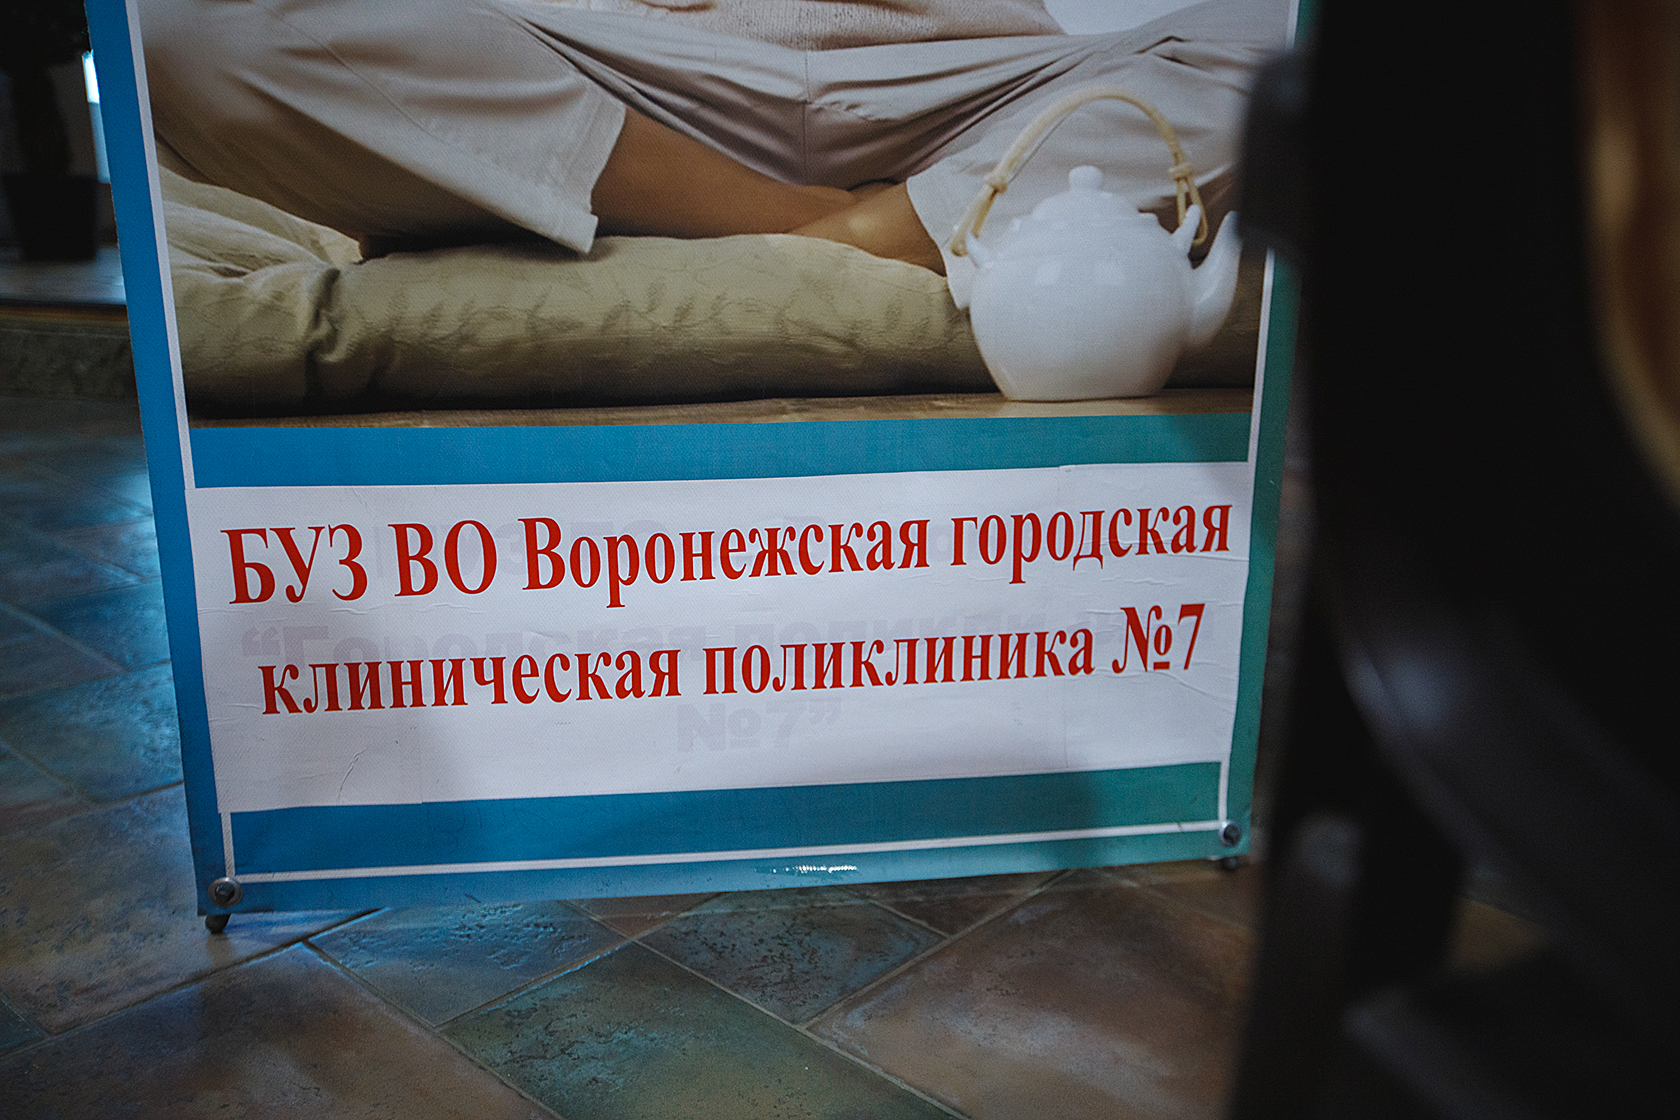 БУЗ ВО Воронежская городская
клиническая поликлиника №7